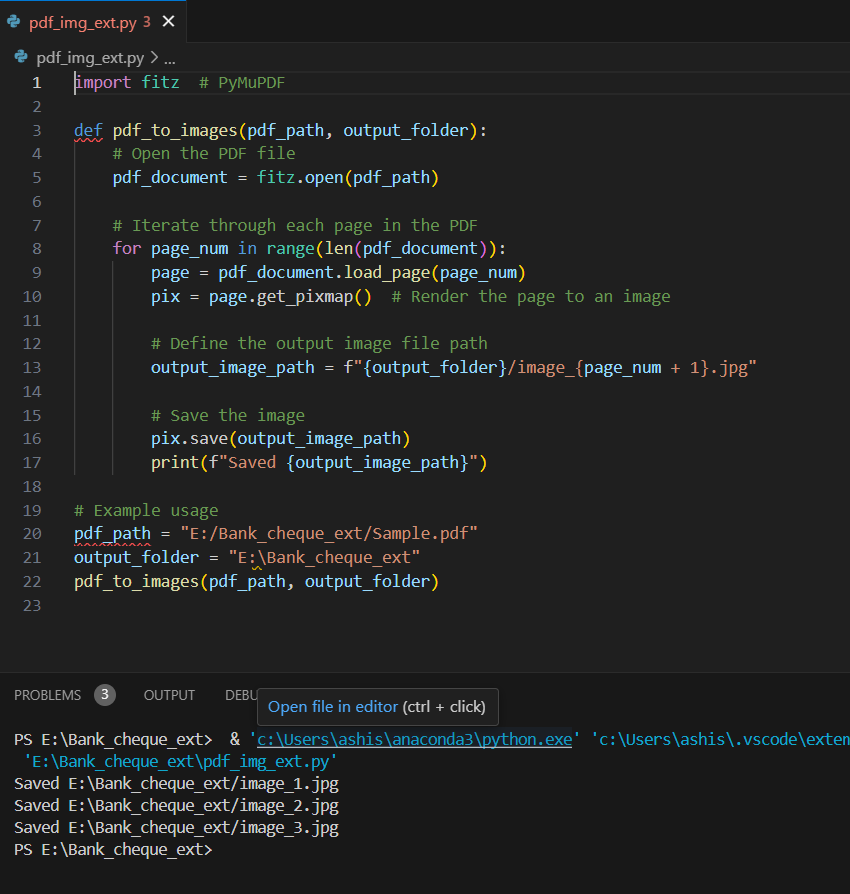 pdf_img_ext.py 3 ×
pdf_img_ext.py > ...
1 import fitz  # PyMuPDF
2
3 def pdf_to_images(pdf_path, output_folder):
4     # Open the PDF file
5     pdf_document = fitz.open(pdf_path)
6
7     # Iterate through each page in the PDF
8     for page_num in range(len(pdf_document)):
9         page = pdf_document.load_page(page_num)
10         pix = page.get_pixmap()  # Render the page to an image
11
12         # Define the output image file path
13         output_image_path = f"{output_folder}/image_{page_num + 1}.jpg"
14
15         # Save the image
16         pix.save(output_image_path)
17         print(f"Saved {output_image_path}")
18
19 # Example usage
20 pdf_path = "E:/Bank_cheque_ext/Sample.pdf"
21 output_folder = "E:\Bank_cheque_ext"
22 pdf_to_images(pdf_path, output_folder)
23
PROBLEMS 3 OUTPUT DEBU
Open file in editor (ctrl + click)
PS E:\Bank_cheque_ext>  & 'c:\Users\ashis\anaconda3\python.exe' 'c:\Users\ashis\.vscode\exten
 'E:\Bank_cheque_ext\pdf_img_ext.py'
Saved E:\Bank_cheque_ext/image_1.jpg
Saved E:\Bank_cheque_ext/image_2.jpg
Saved E:\Bank_cheque_ext/image_3.jpg
PS E:\Bank_cheque_ext>